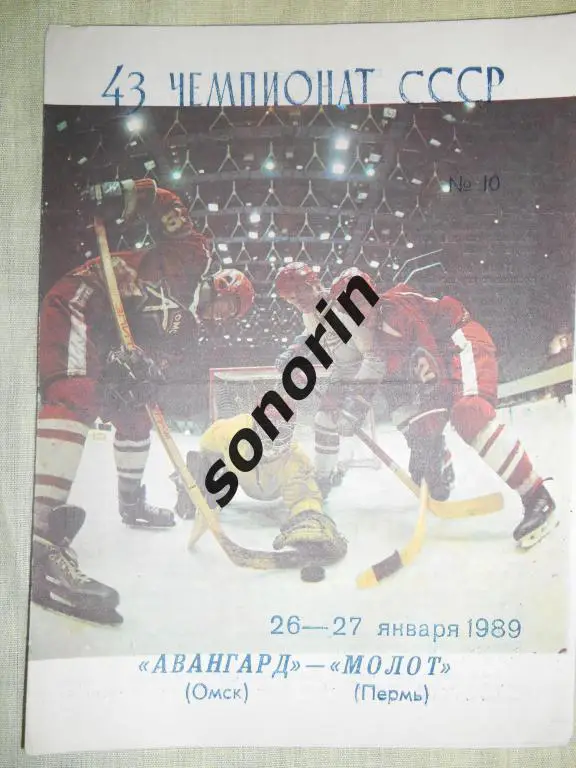 43 ЧЕМПИОНАТ СССР
№ 10
sonorin
26—27 января 1989
«АВАНГАРД»—«МОЛОТ»
(Омск) (Пермь)